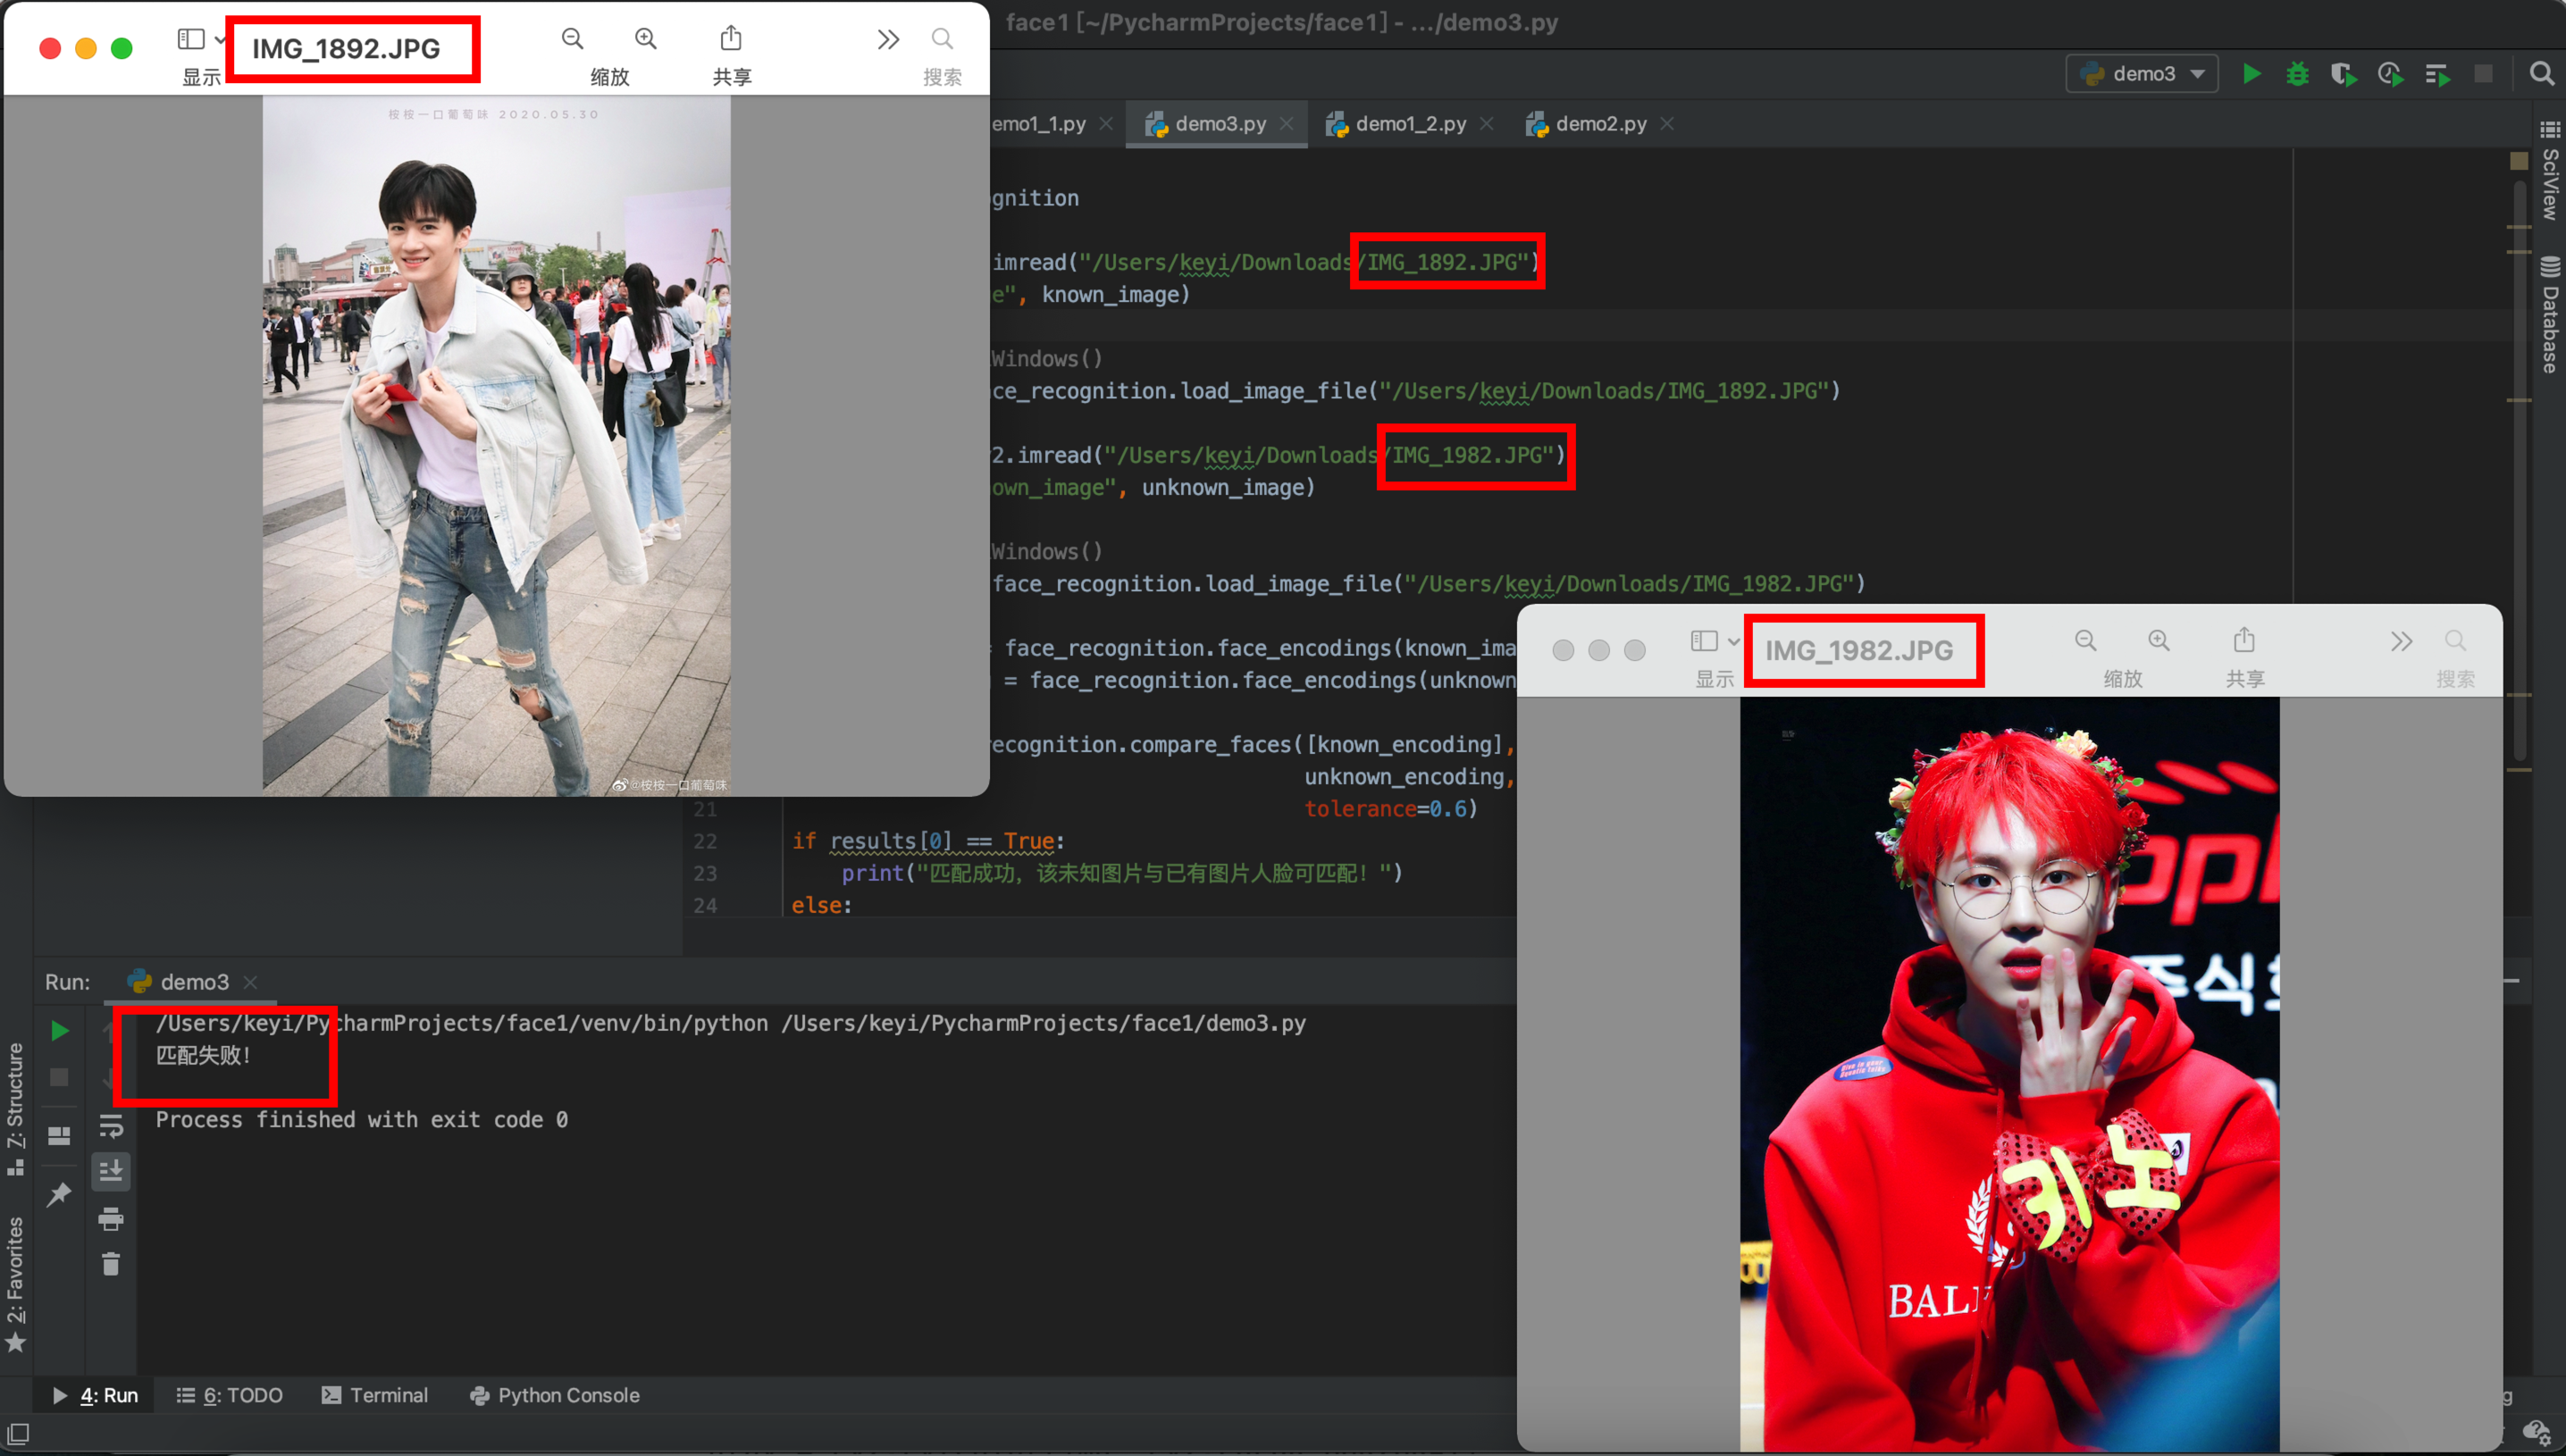 face1 [~/PycharmProjects/face1] - .../demo3.py
IMG_1892.JPG
显示
缩放
共享
搜索
桉桉一口葡萄味 2020.05.30
@桉桉一口葡萄味
demo3
emo1_1.py
demo3.py
demo1_2.py
demo2.py
gnition
imread("/Users/keyi/Downloads/IMG_1892.JPG")
e", known_image)
Windows()
ce_recognition.load_image_file("/Users/keyi/Downloads/IMG_1892.JPG")
2.imread("/Users/keyi/Downloads/IMG_1982.JPG")
own_image", unknown_image)
Windows()
face_recognition.load_image_file("/Users/keyi/Downloads/IMG_1982.JPG")
= face_recognition.face_encodings(known_ima
= face_recognition.face_encodings(unknown
ecognition.compare_faces([known_encoding],
unknown_encoding,
21 tolerance=0.6)
22 if results[0] == True:
23 print("匹配成功，该未知图片与已有图片人脸可匹配！")
24 else:
SciView
Database
IMG_1982.JPG
显示
缩放
共享
搜索
주식회
키노
BAL
Run:
demo3
/Users/keyi/PycharmProjects/face1/venv/bin/python /Users/keyi/PycharmProjects/face1/demo3.py
匹配失败！
Process finished with exit code 0
7: Structure
2: Favorites
4: Run
6: TODO
Terminal
Python Console